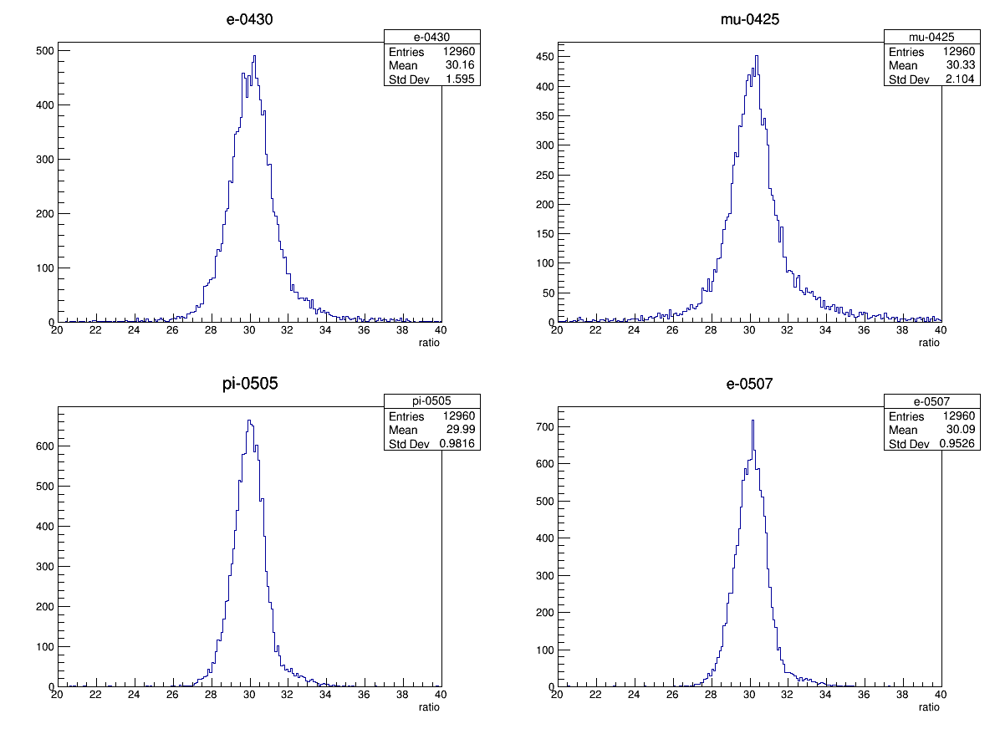 e-0430
e-0430
Entries 12960
Mean 30.16
Std Dev 1.595
500
400
300
200
100
0
20 22 24 26 28 30 32 34 36 38 40
ratio
mu-0425
mu-0425
Entries 12960
Mean 30.33
Std Dev 2.104
450
400
350
300
250
200
150
100
50
0
20 22 24 26 28 30 32 34 36 38 40
ratio
pi-0505
pi-0505
Entries 12960
Mean 29.99
Std Dev 0.9816
600
500
400
300
200
100
0
20 22 24 26 28 30 32 34 36 38 40
ratio
e-0507
e-0507
Entries 12960
Mean 30.09
Std Dev 0.9526
700
600
500
400
300
200
100
0
20 22 24 26 28 30 32 34 36 38 40
ratio